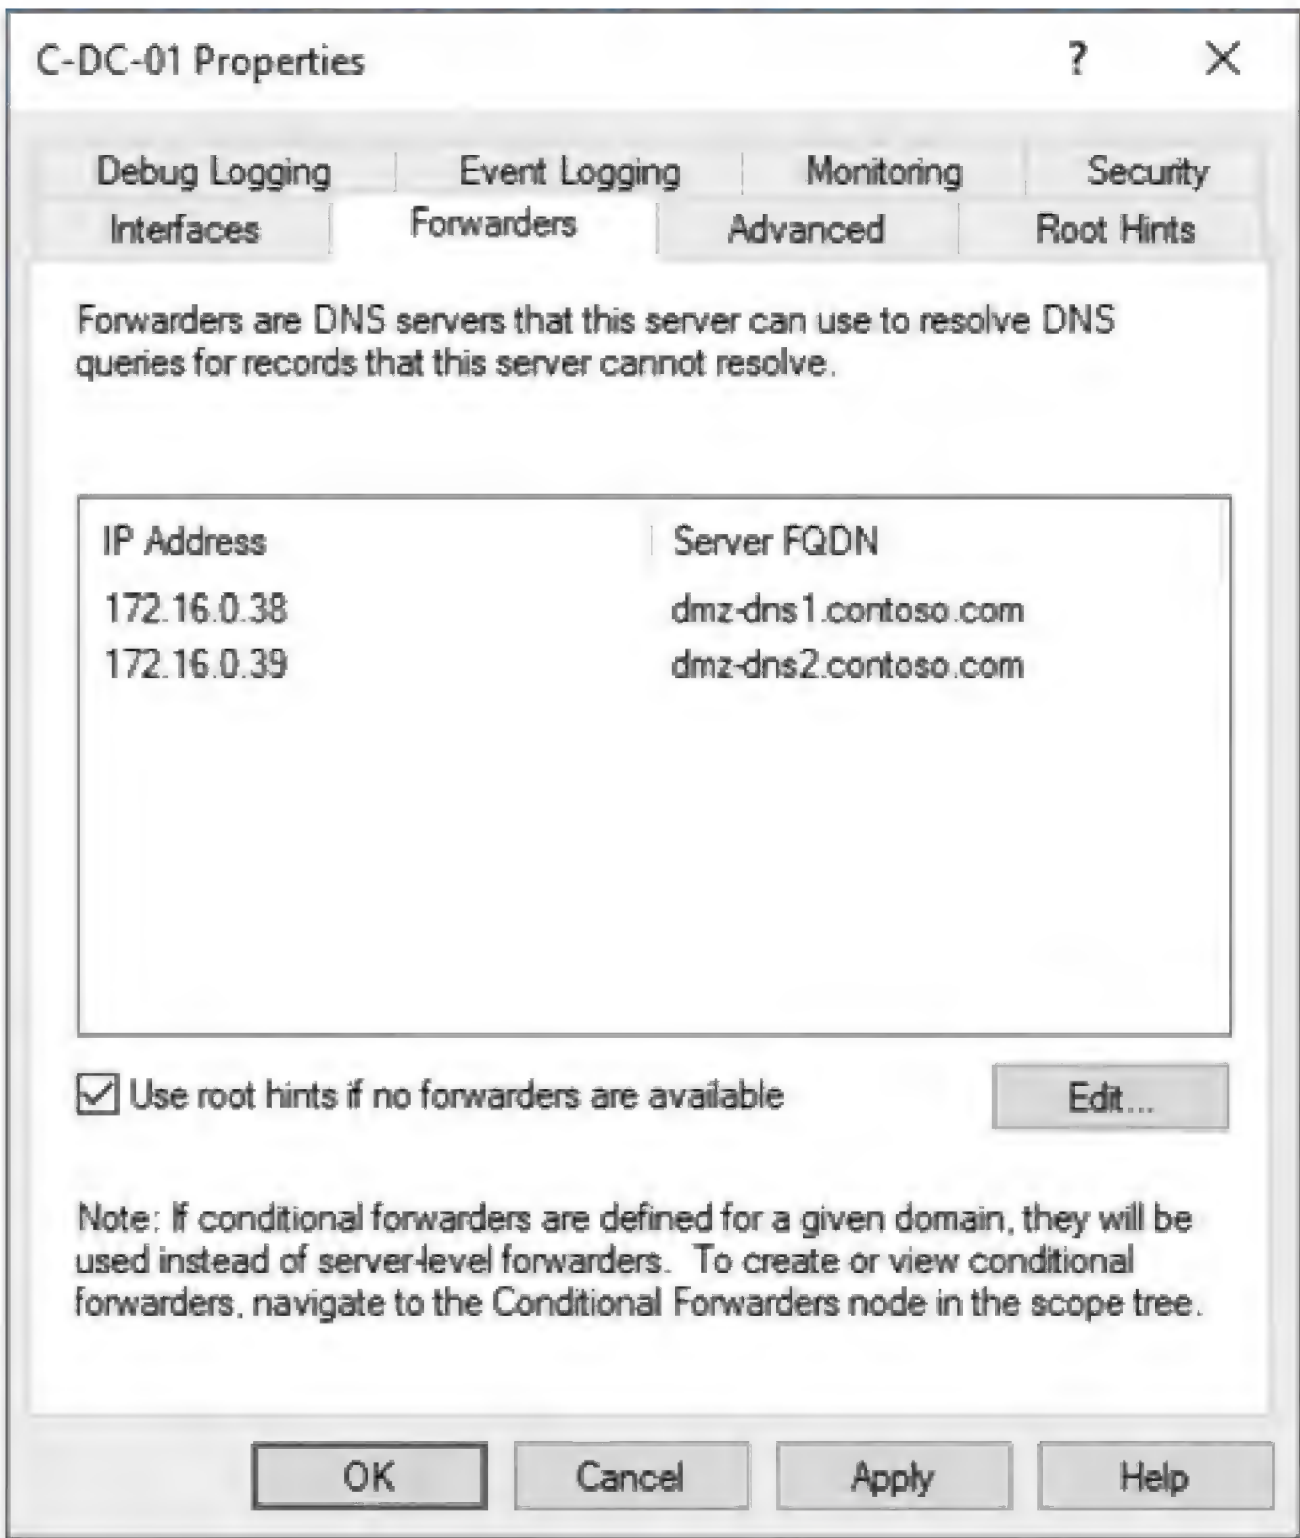 C-DC-01 Properties ? ✕
Debug Logging Event Logging Monitoring Security
Interfaces Forwarders Advanced Root Hints
Forwarders are DNS servers that this server can use to resolve DNS
queries for records that this server cannot resolve.
IP Address Server FQDN
172.16.0.38 dmz-dns1.contoso.com
172.16.0.39 dmz-dns2.contoso.com
Use root hints if no forwarders are available Edit...
Note: If conditional forwarders are defined for a given domain, they will be
used instead of server-level forwarders. To create or view conditional
forwarders, navigate to the Conditional Forwarders node in the scope tree.
OK Cancel Apply Help